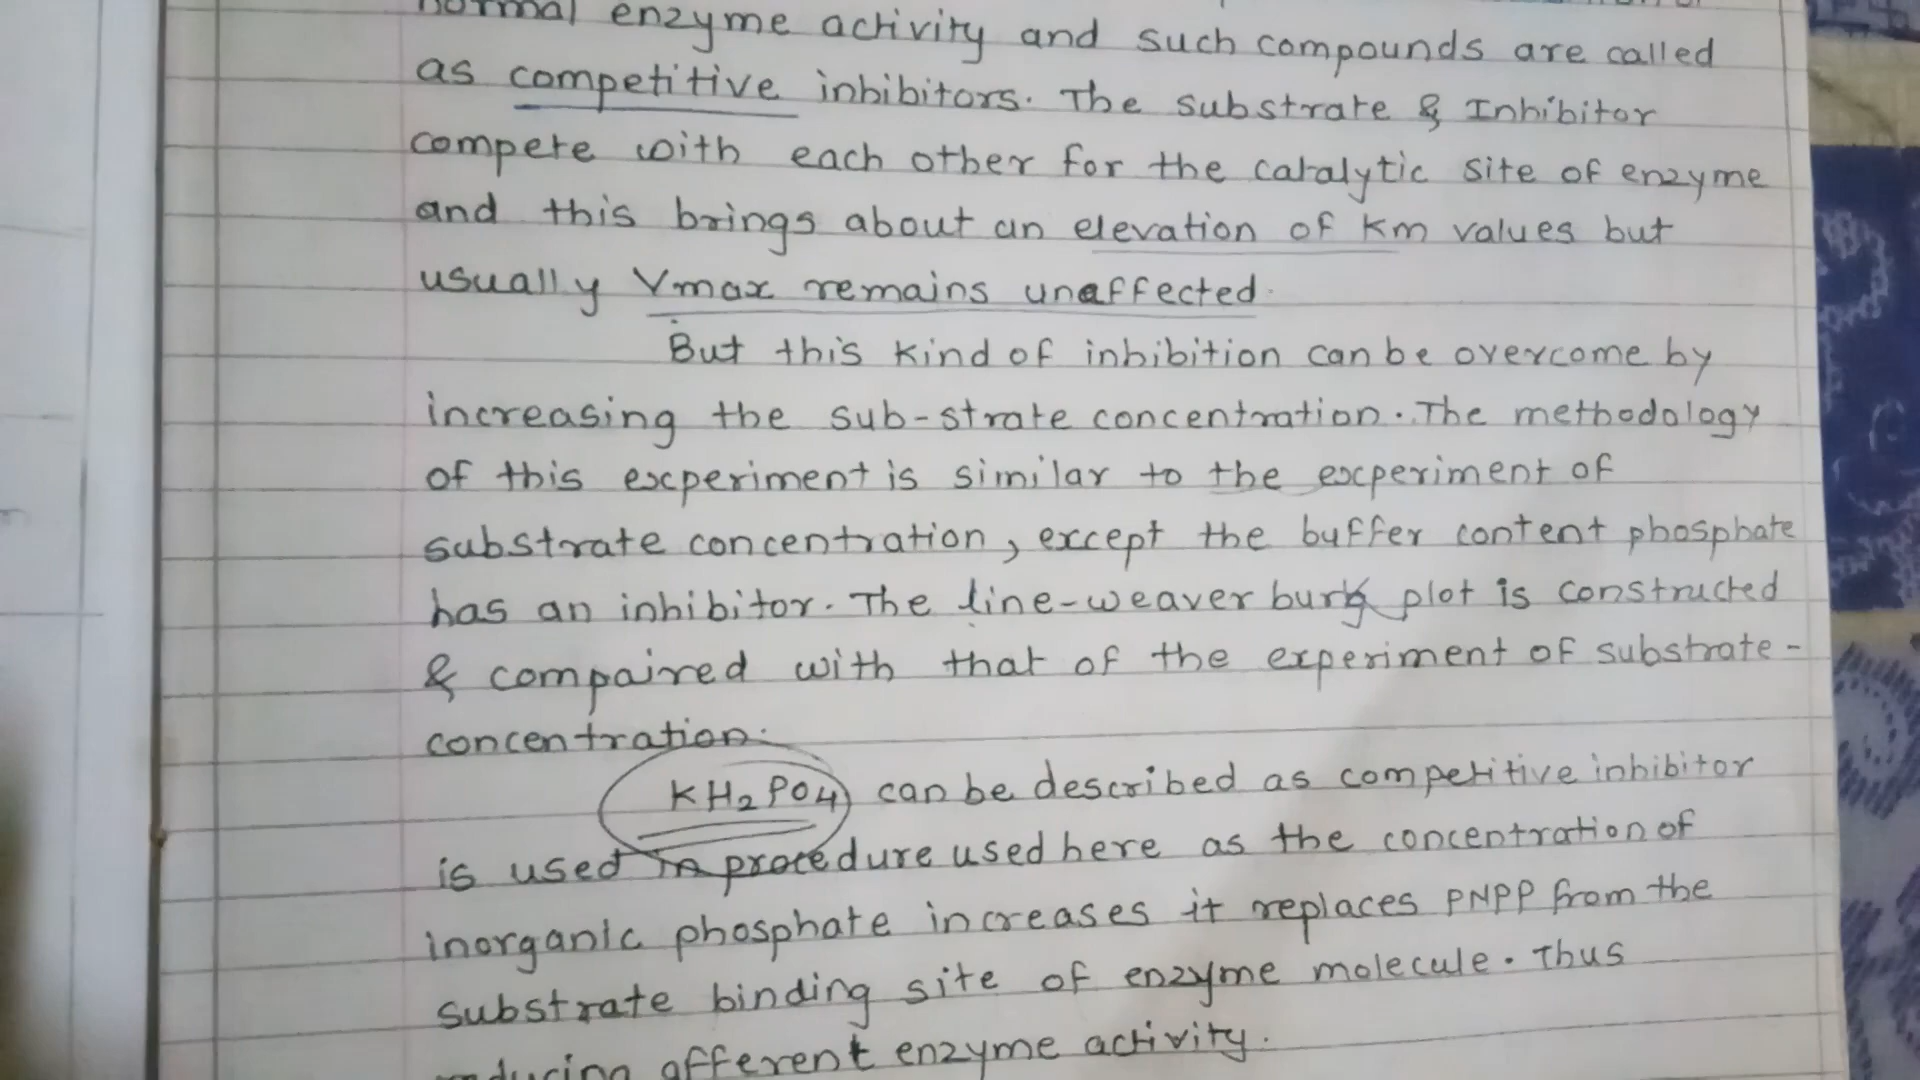 normal enzyme activity and such compounds are called
as competitive inhibitors. The substrate & Inhibitor
compete with each other for the catalytic site of enzyme
and this brings about an elevation of Km values but
usually Vmax remains unaffected.
But this kind of inhibition can be overcome by
increasing the sub-strate concentration. The methodology
of this experiment is similar to the experiment of
substrate concentration, except the buffer content phosphate
has an inhibitor. The line-weaver burk plot is constructed
& compaired with that of the experiment of substrate-
concentration.
KH2PO4 can be described as competitive inhibitor
is used in procedure used here as the concentration of
inorganic phosphate increases it replaces PNPP from the
substrate binding site of enzyme molecule. Thus
afferent enzyme activity.